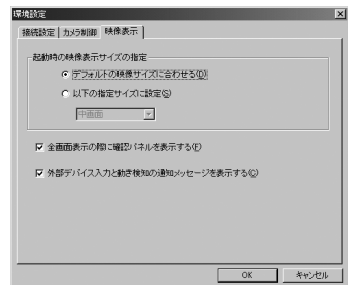 環境設定
接続設定 カメラ制御 映像表示
起動時の映像表示サイズの指定
デフォルトの映像サイズに合わせる(D)
以下の指定サイズに設定(S)
中画面
全画面表示の際に確認パネルを表示する(F)
外部デバイス入力と動き検知の通知メッセージを表示する(C)
OK キャンセル